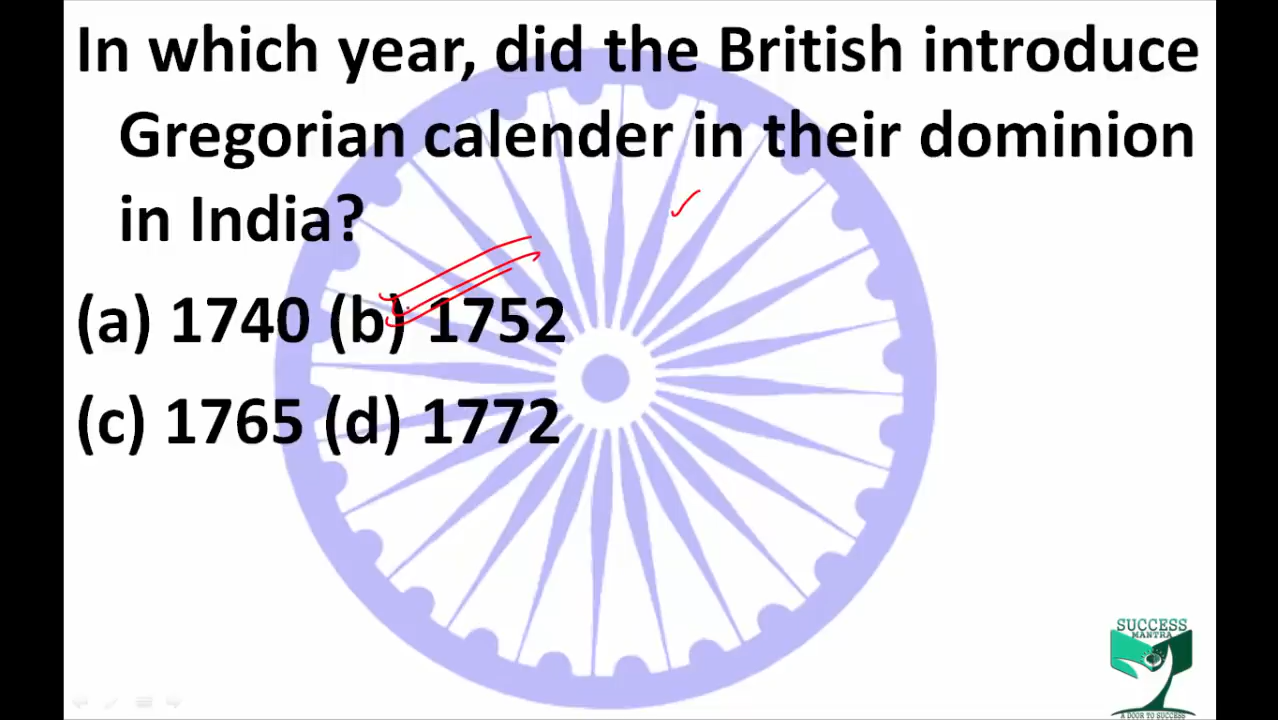 In which year, did the British introduce
Gregorian calender in their dominion
in India?
(a) 1740 (b) 1752
(c) 1765 (d) 1772
SUCCESS
MANTRA
A DOOR TO SUCCESS